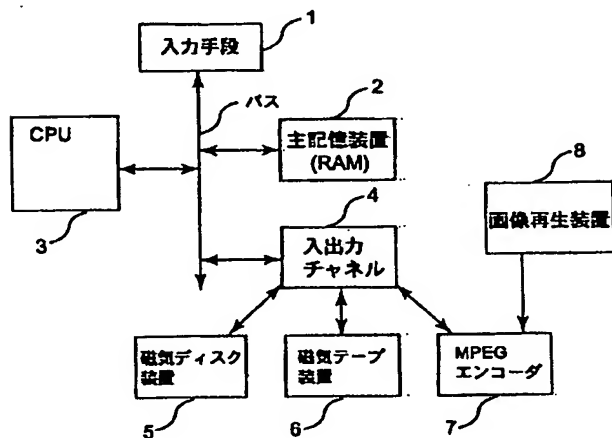 1
入力手段
バス
2
CPU
主記憶装置
(RAM)
3
4
8
入出力
チャネル
画像再生装置
磁気ディスク
装置
磁気テープ
装置
MPEG
エンコーダ
5
6
7